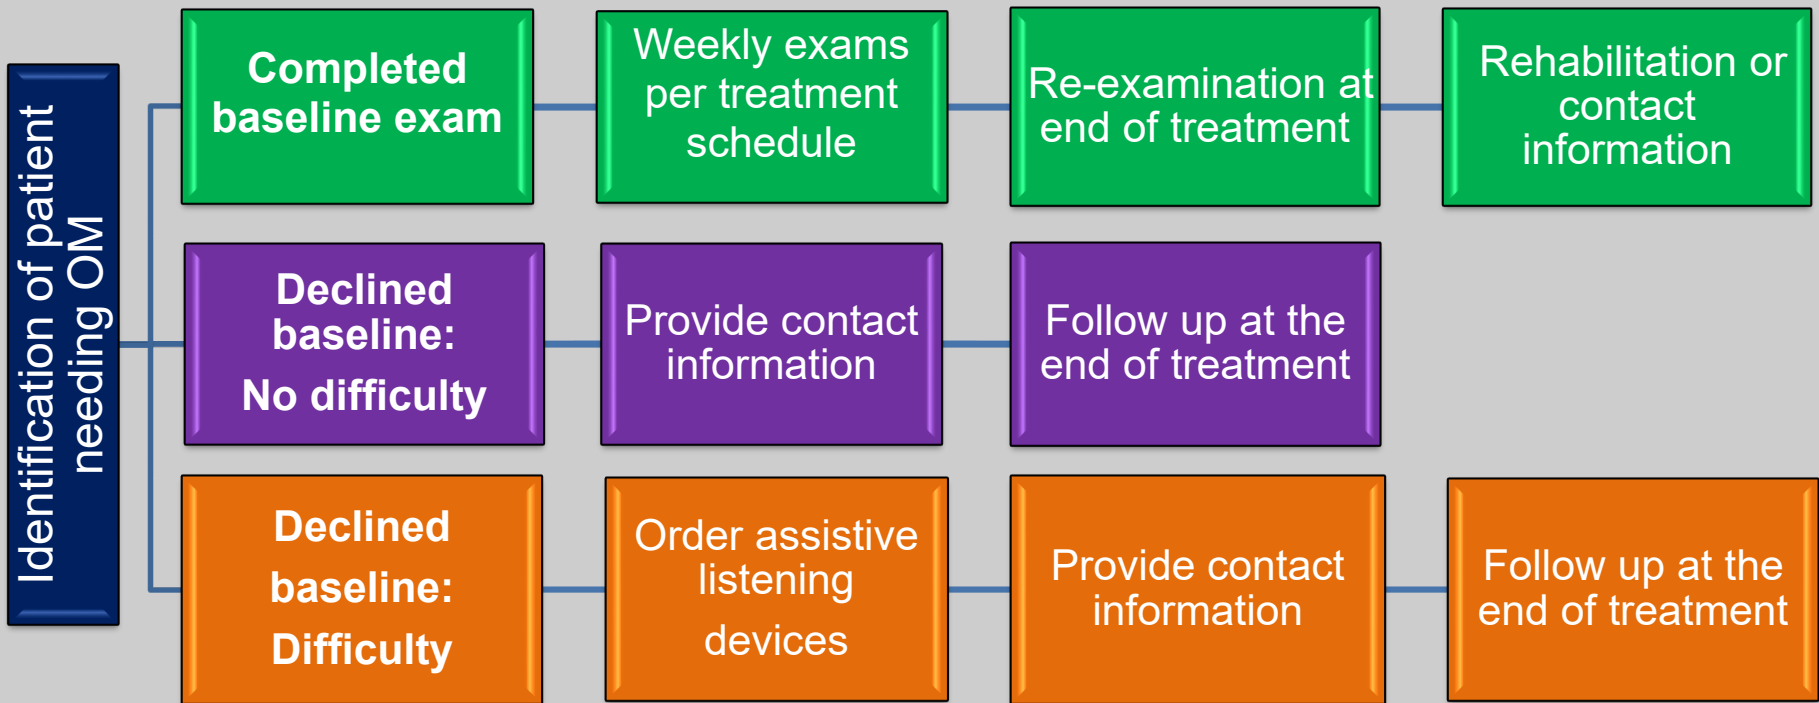 Identification of patient
needing OM
Completed
baseline exam
Weekly exams
per treatment
schedule
Re-examination at
end of treatment
Rehabilitation or
contact
information
Declined
baseline:
No difficulty
Provide contact
information
Follow up at the
end of treatment
Declined
baseline:
Difficulty
Order assistive
listening
devices
Provide contact
information
Follow up at the
end of treatment